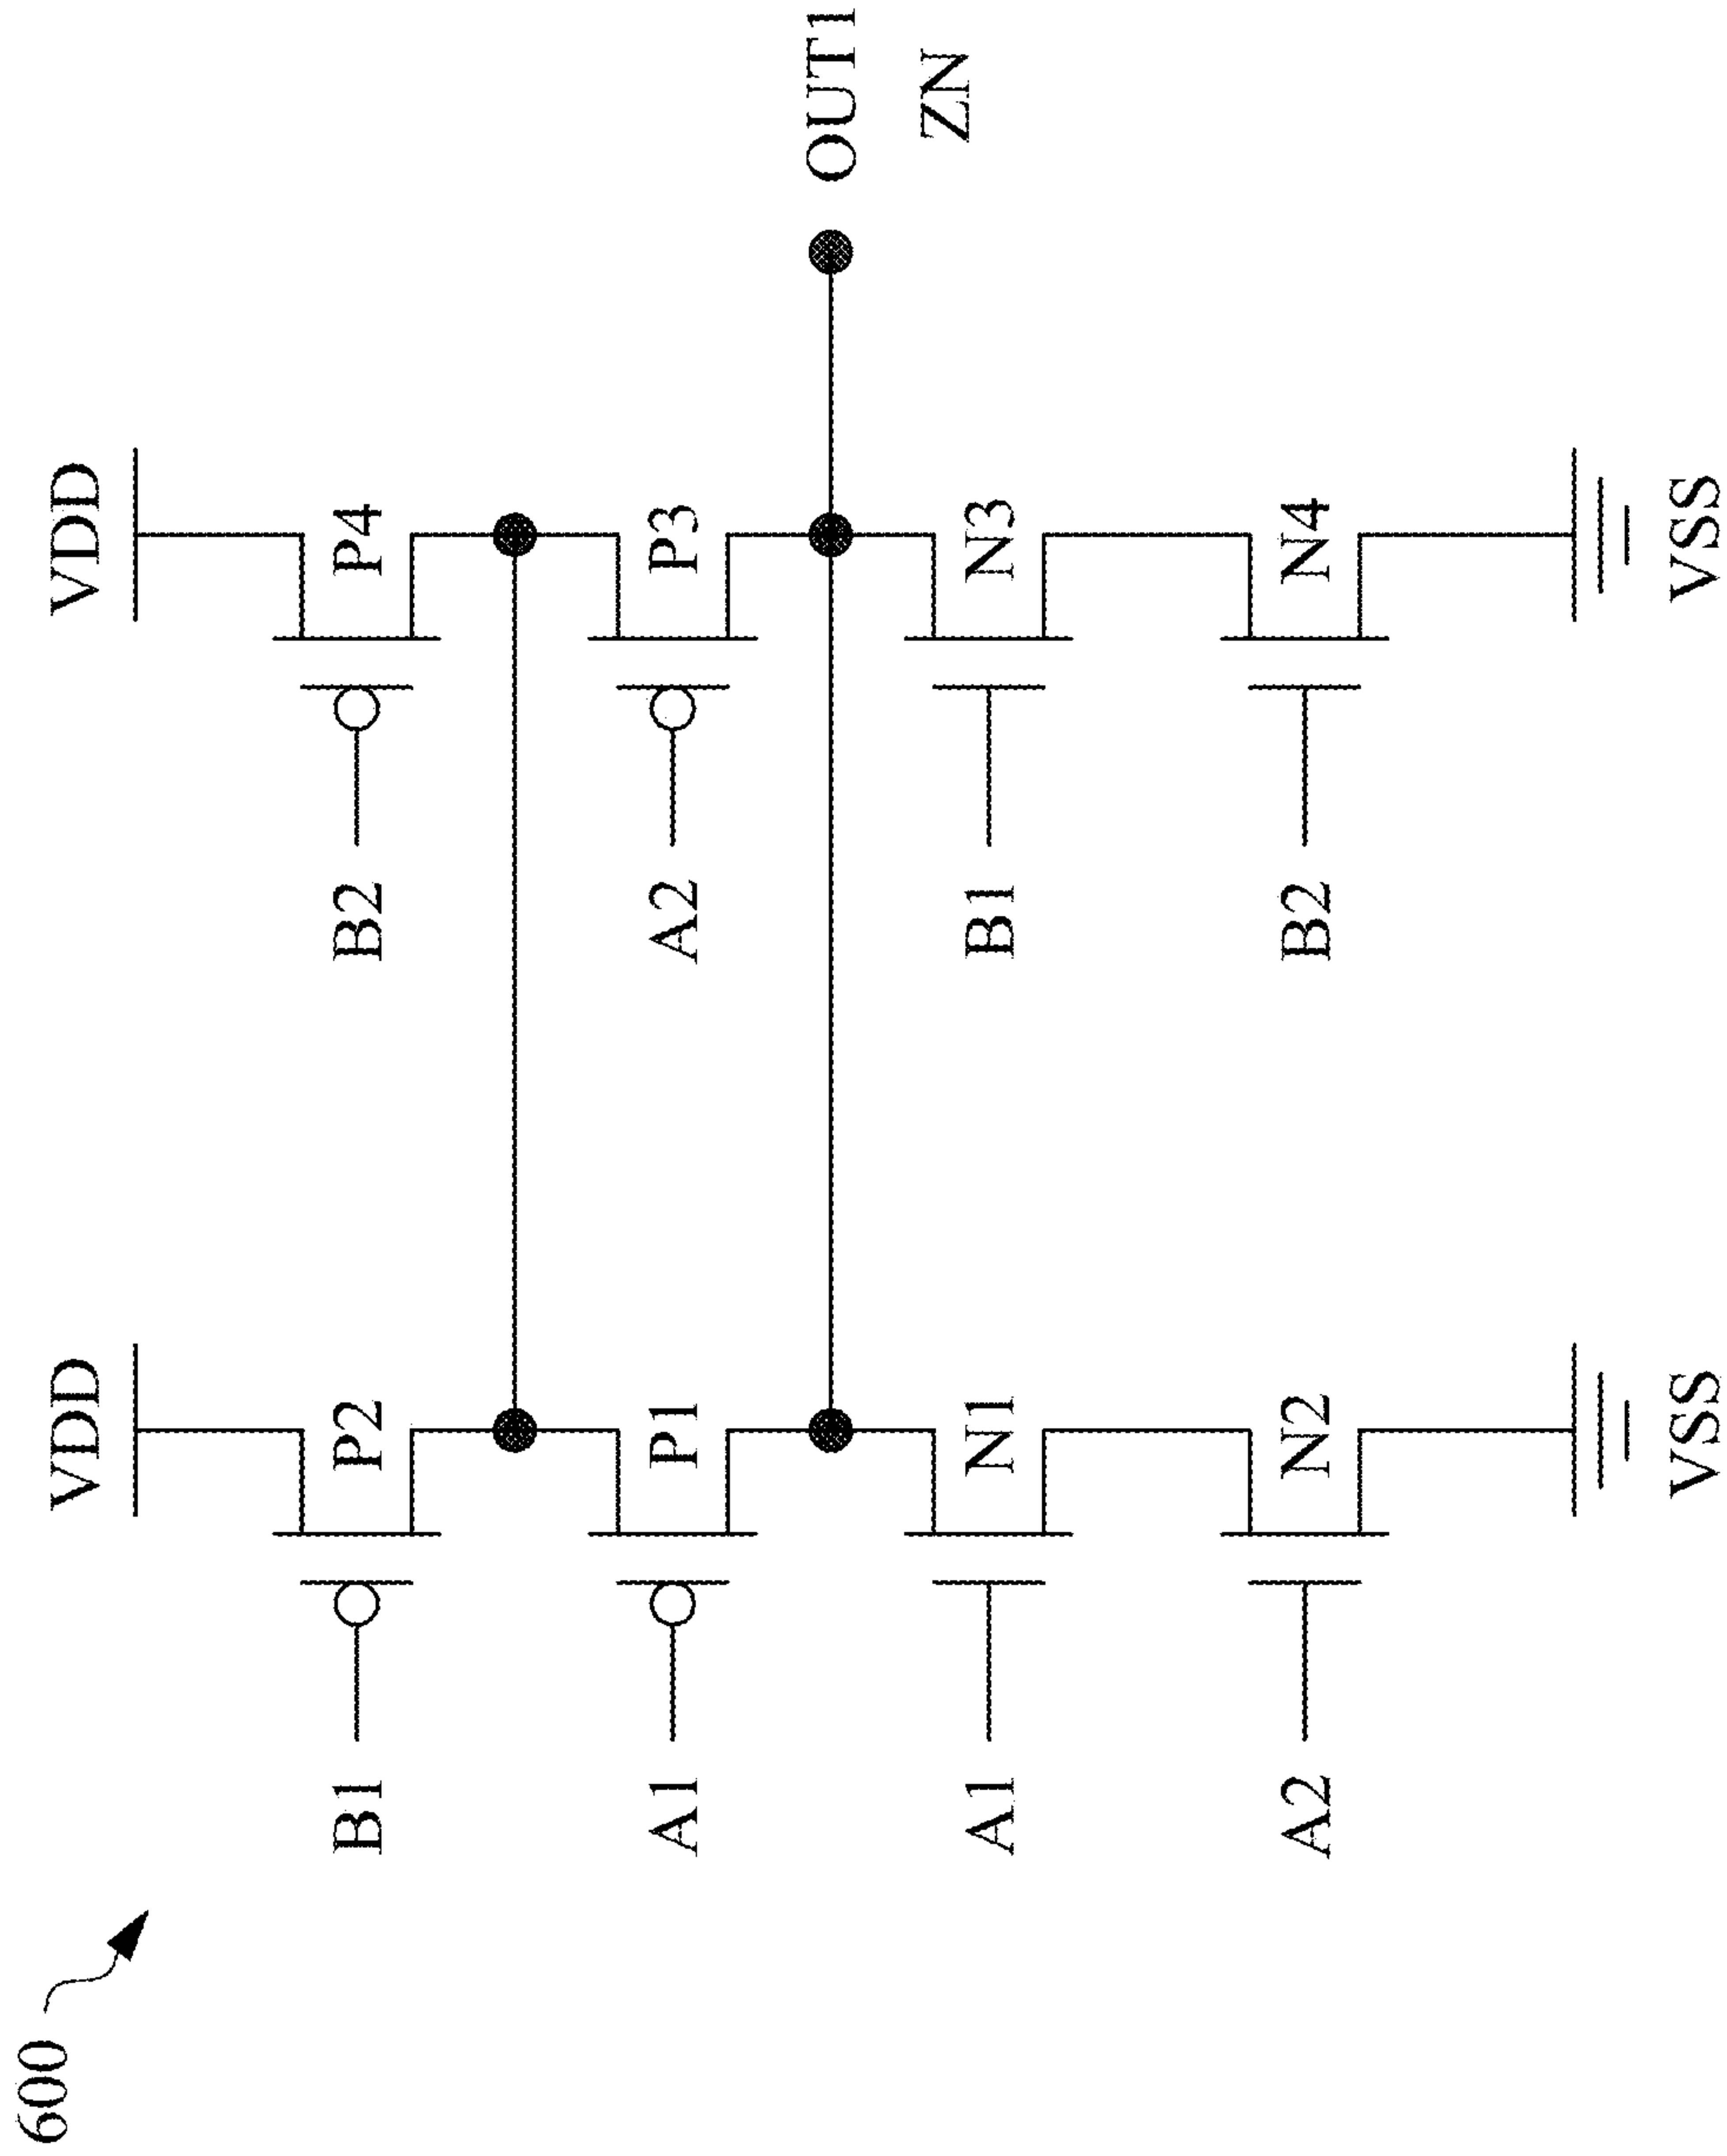 600
VDD
VDD
B1
P2
B2
P4
A1
P1
A2
P3
OUT1
ZN
A1
N1
B1
N3
A2
N2
B2
N4
VSS
VSS